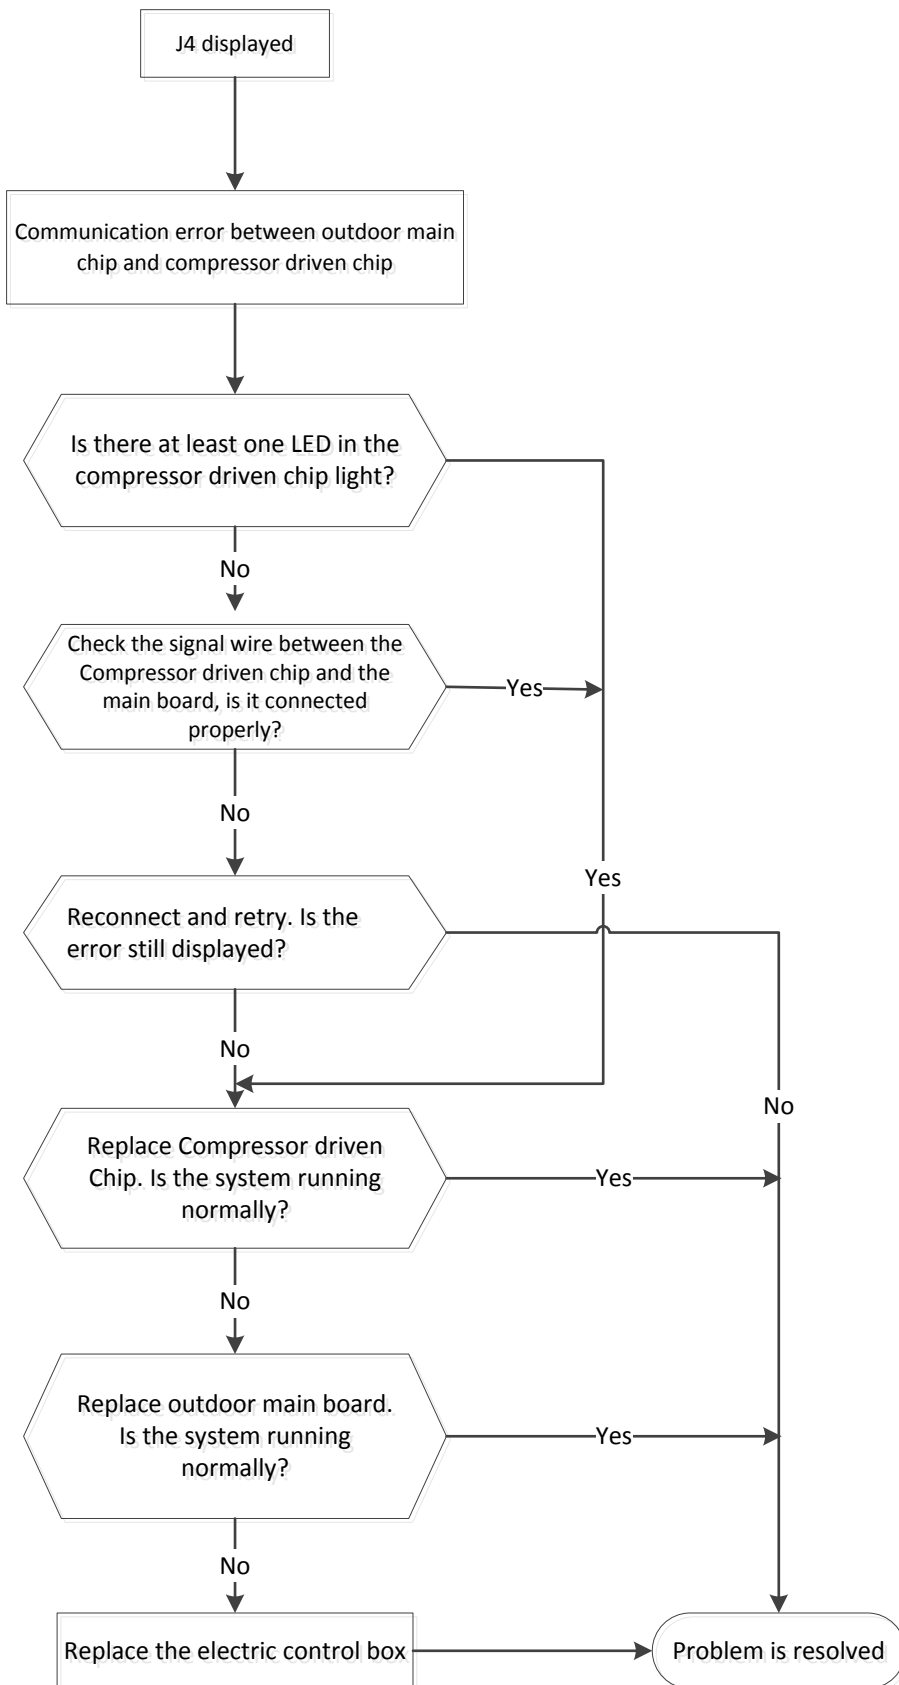 J4 displayed
Communication error between outdoor main
chip and compressor driven chip
Is there at least one LED in the
compressor driven chip light?
No
Check the signal wire between the
Compressor driven chip and the
main board, is it connected
properly?
Yes
No
Yes
Reconnect and retry. Is the
error still displayed?
No
No
Replace Compressor driven
Chip. Is the system running
normally?
Yes
No
Replace outdoor main board.
Is the system running
normally?
Yes
No
Replace the electric control box
Problem is resolved